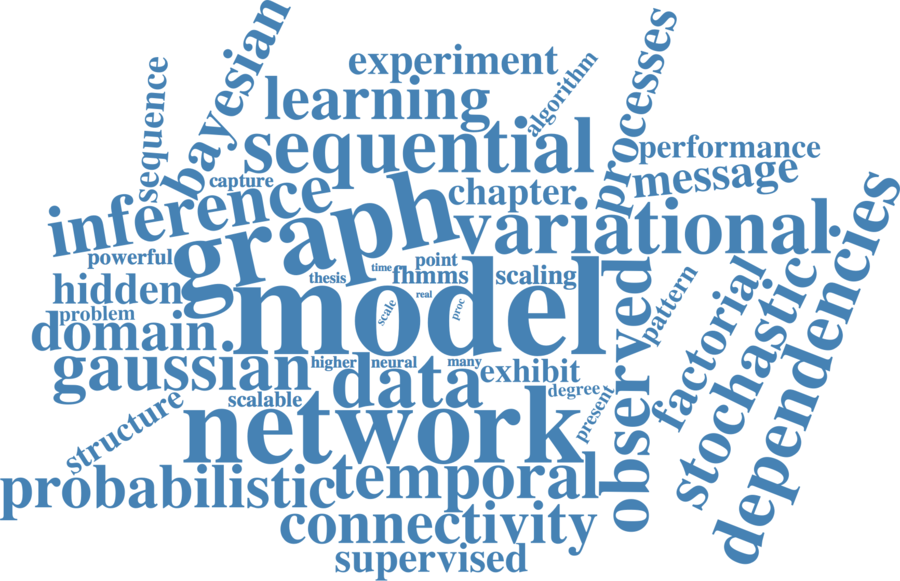 experiment
processes
bayesian
sequence
algorithm
learning
sequential
performance
message
capture
inference
chapter
graph
variational
dependencies
powerful
point
time
thesis
fhmms
scaling
hidden
model
real
scale
proc
problem
domain
observed
pattern
factorial
stochastic
gaussian
higher
neural
many
data
exhibit
degree
scalable
structure
network
present
probabilistic
temporal
connectivity
supervised